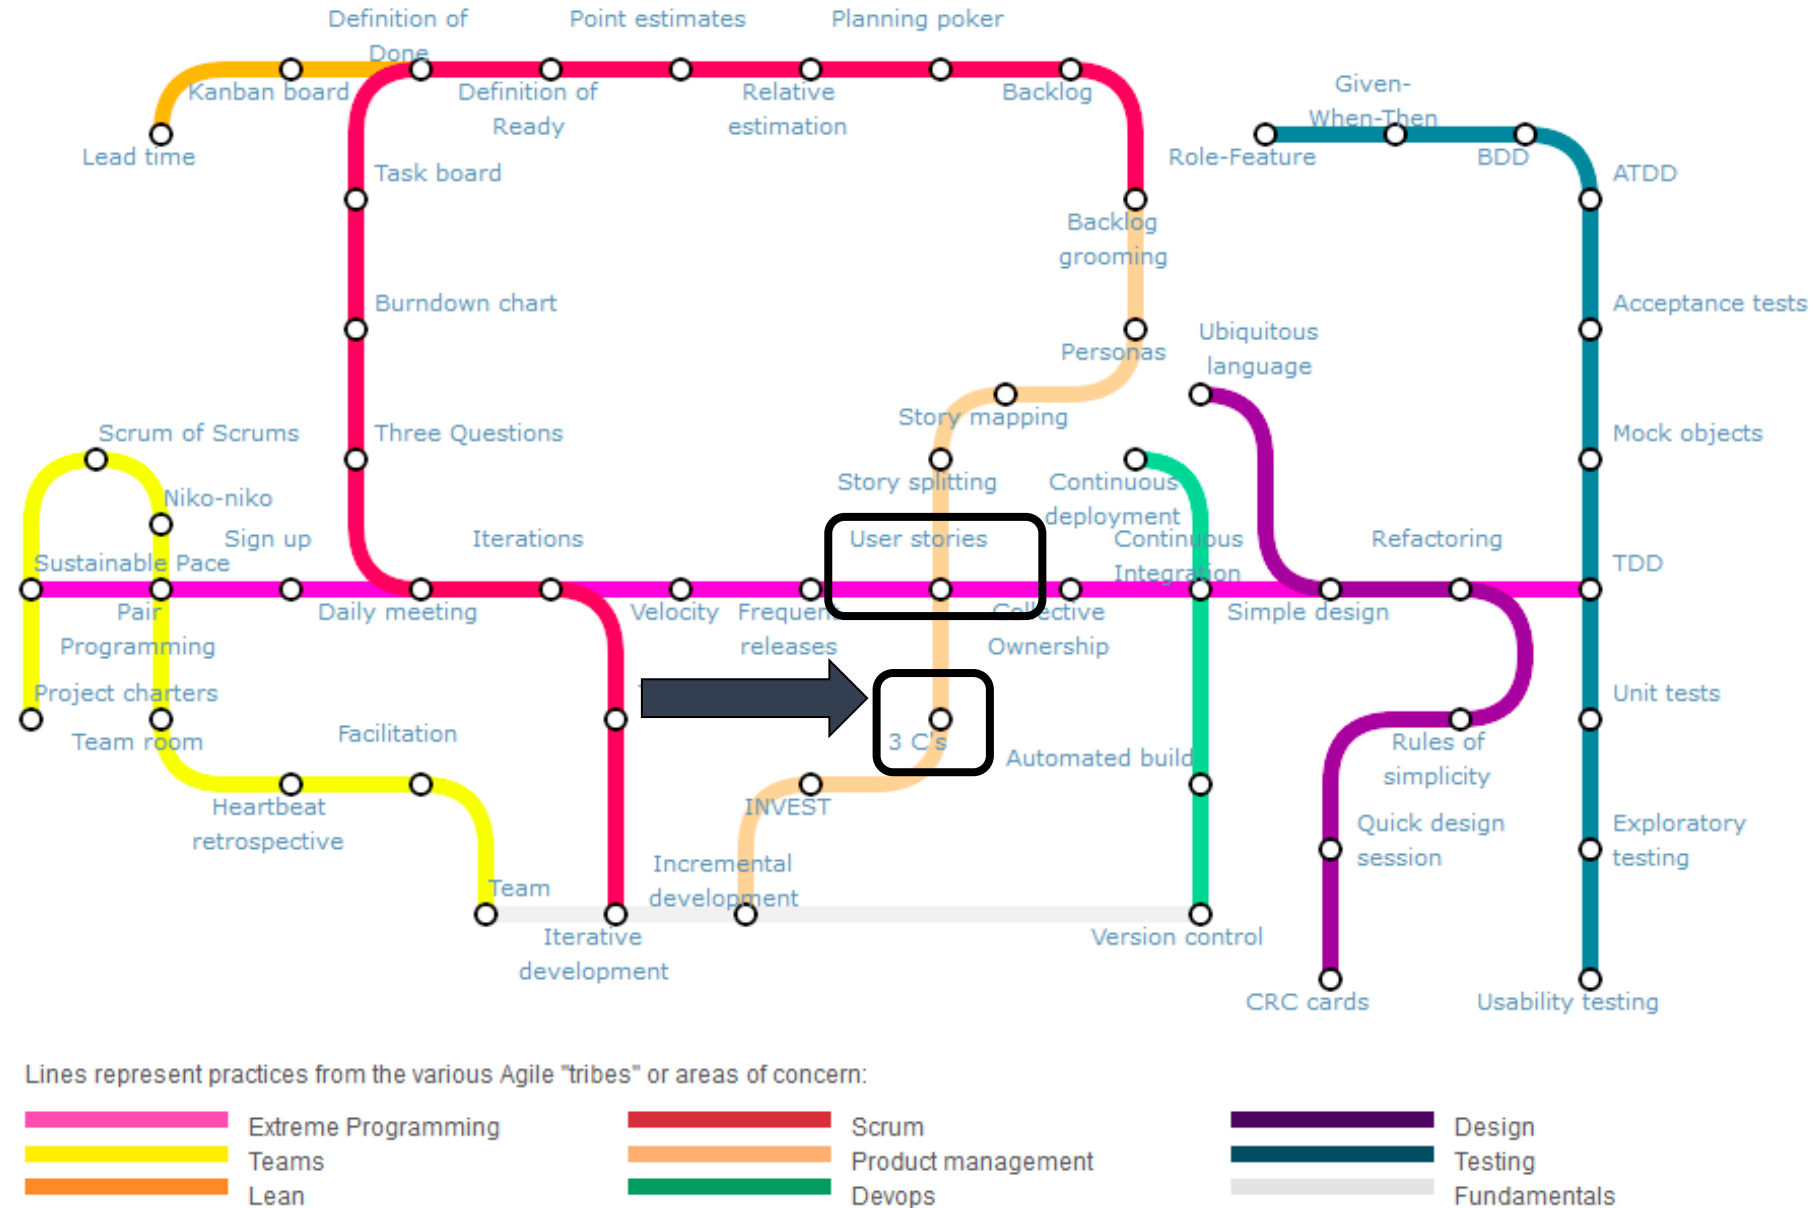 Definition of
Done
Point estimates
Planning poker
Kanban board
Definition of
Ready
Relative
estimation
Backlog
Given-
When-Then
Lead time
Role-Feature
BDD
Task board
ATDD
Backlog
grooming
Burndown chart
Acceptance tests
Ubiquitous
language
Personas
Story mapping
Scrum of Scrums
Three Questions
Mock objects
Story splitting
Continuous
deployment
Niko-niko
Sign up
Iterations
User stories
Continuous
Integration
Refactoring
Sustainable Pace
TDD
Pair
Programming
Daily meeting
Velocity
Frequent
releases
Collective
Ownership
Simple design
Project charters
Unit tests
Team room
Facilitation
3 C's
Automated build
Rules of
simplicity
Heartbeat
retrospective
INVEST
Quick design
session
Exploratory
testing
Incremental
development
Team
Iterative
development
Version control
CRC cards
Usability testing
Lines represent practices from the various Agile "tribes" or areas of concern:
Extreme Programming
Scrum
Design
Teams
Product management
Testing
Lean
Devops
Fundamentals